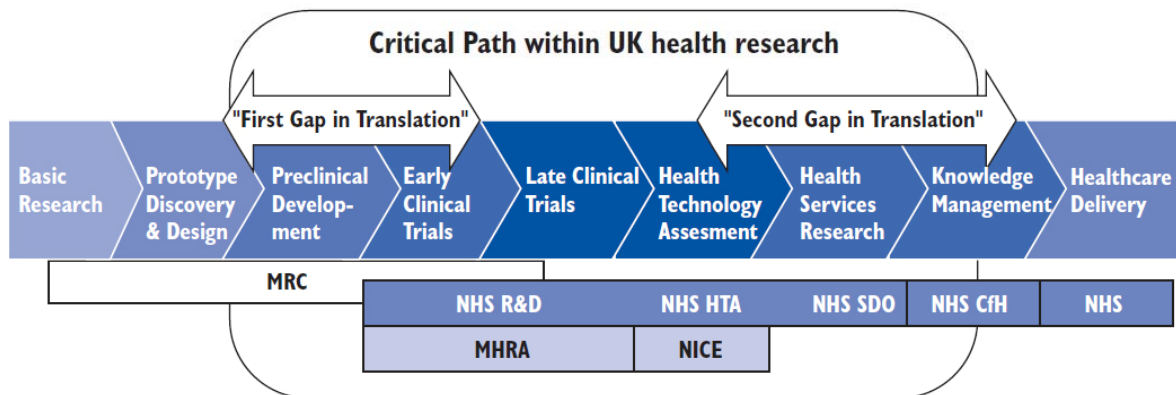 Critical Path within UK health research
"First Gap in Translation"
"Second Gap in Translation"
Basic
Research
Prototype
Discovery
& Design
Preclinical
Develop-
ment
Early
Clinical
Trials
Late Clinical
Trials
Health
Technology
Assesment
Health
Services
Research
Knowledge
Management
Healthcare
Delivery
MRC
NHS R&D
NHS HTA
NHS SDO
NHS CfH
NHS
MHRA
NICE